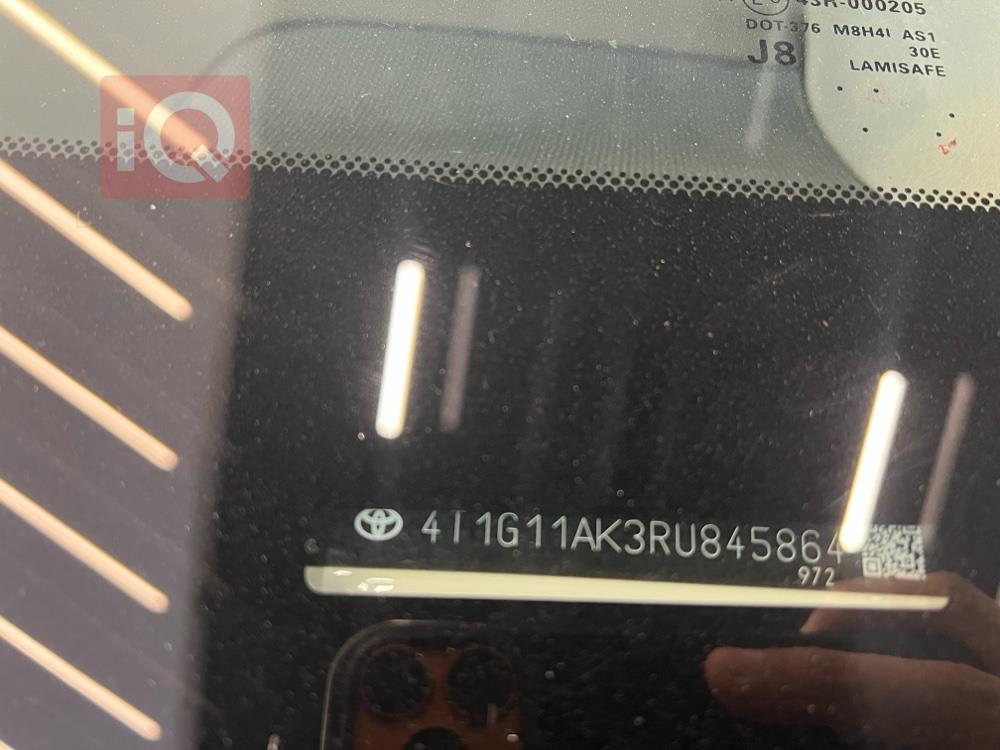 43R-000205
DOT-376 M8H4I AS1
J8
30E
LAMISAFE
iQ
4T1G11AK3RU845864
972